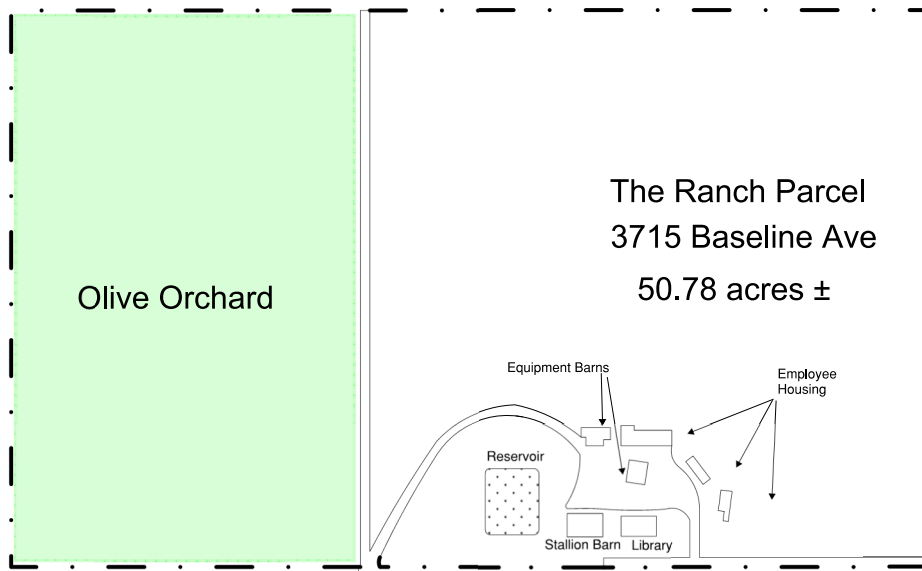 The Ranch Parcel
3715 Baseline Ave
50.78 acres ±
Olive Orchard
Equipment Barns
Employee
Housing
Reservoir
Stallion Barn
Library